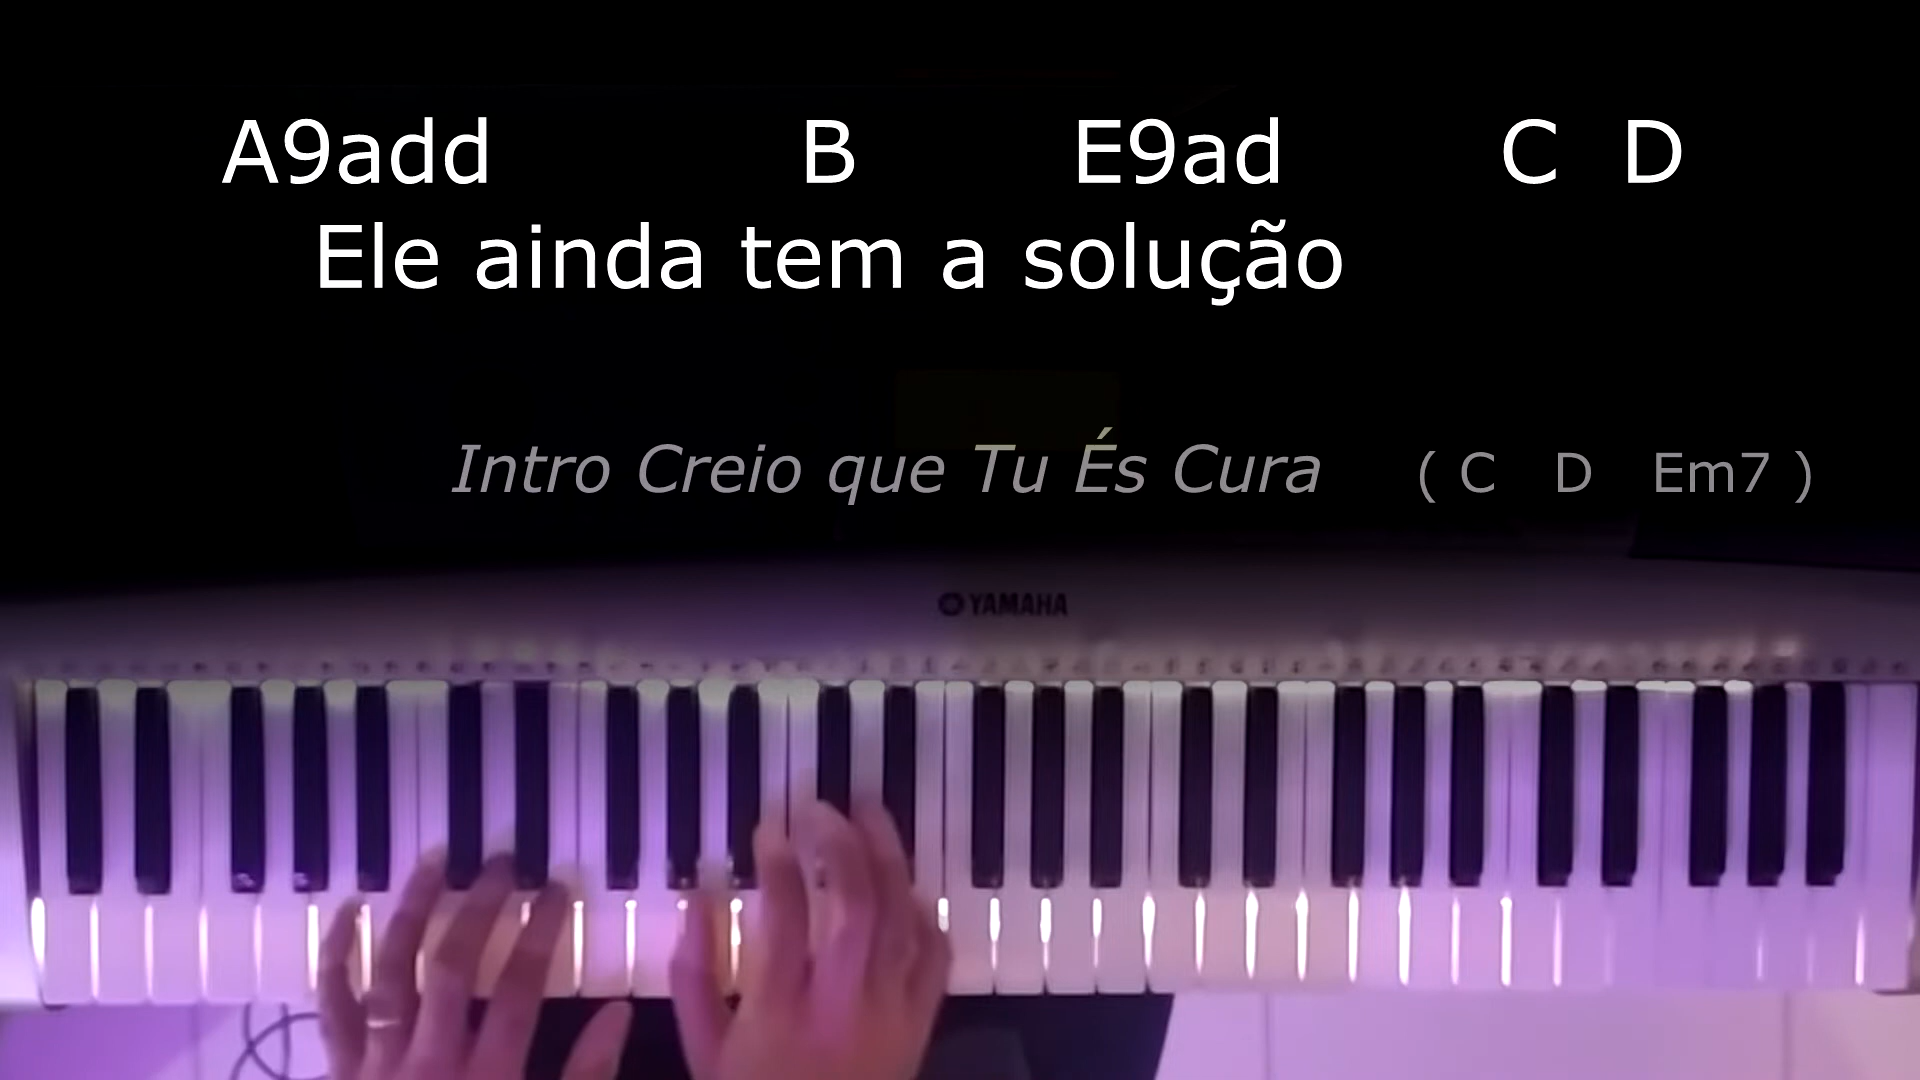 A9add B E9ad C D
Ele ainda tem a solução
Intro Creio que Tu És Cura ( C D Em7 )
YAMAHA